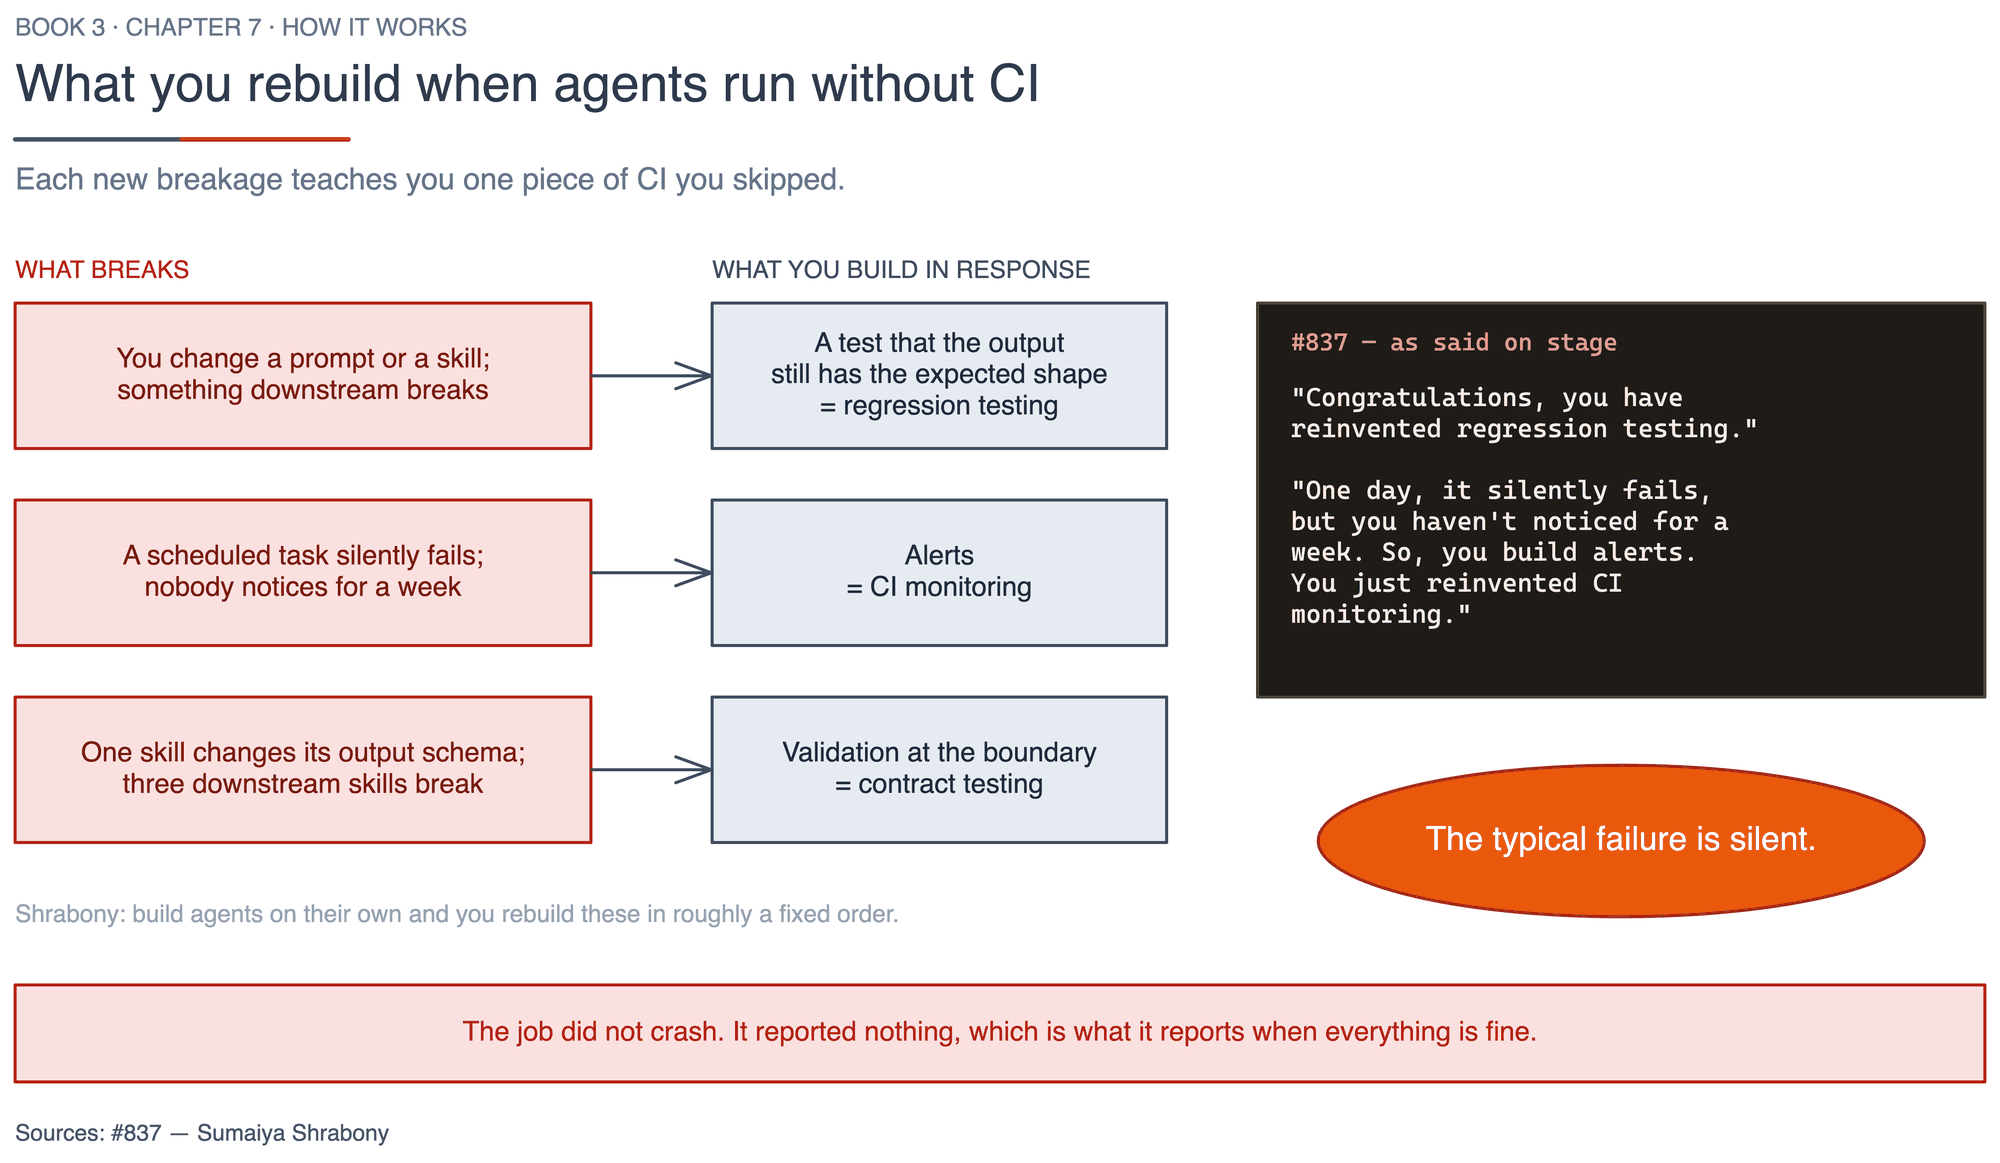 BOOK 3 · CHAPTER 7 · HOW IT WORKS
What you rebuild when agents run without CI
Each new breakage teaches you one piece of CI you skipped.
WHAT BREAKS
You change a prompt or a skill;
something downstream breaks
A scheduled task silently fails;
nobody notices for a week
One skill changes its output schema;
three downstream skills break
WHAT YOU BUILD IN RESPONSE
A test that the output
still has the expected shape
= regression testing
Alerts
= CI monitoring
Validation at the boundary
= contract testing
#837 — as said on stage
"Congratulations, you have
reinvented regression testing."
"One day, it silently fails,
but you haven't noticed for a
week. So, you build alerts.
You just reinvented CI
monitoring."
The typical failure is silent.
Shrabony: build agents on their own and you rebuild these in roughly a fixed order.
The job did not crash. It reported nothing, which is what it reports when everything is fine.
Sources: #837 — Sumaiya Shrabony